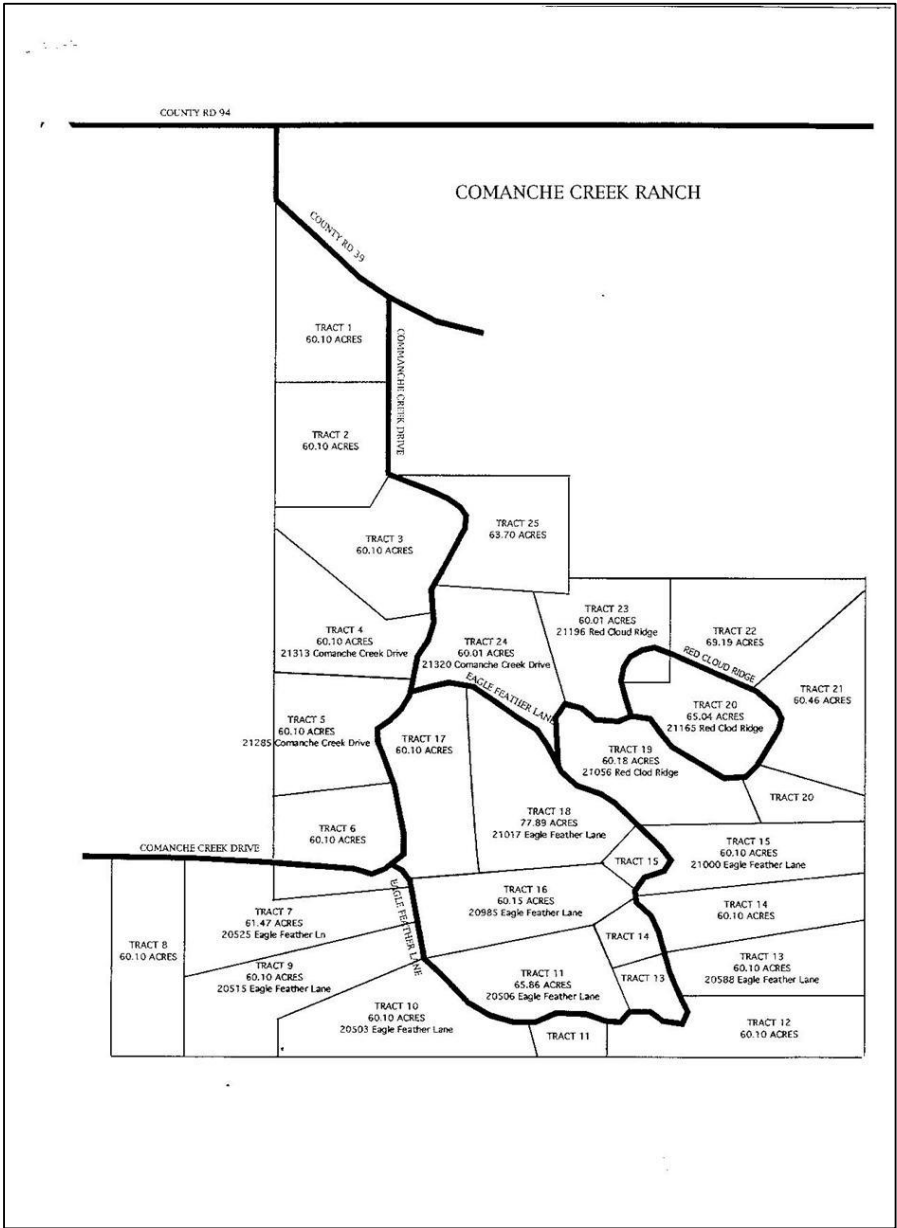 COUNTY RD 94
COMANCHE CREEK RANCH
COUNTY RD 39
TRACT 1
60.10 ACRES
COMMANCHE CREEK DRIVE
TRACT 2
60.10 ACRES
TRACT 25
63.70 ACRES
TRACT 3
60.10 ACRES
TRACT 23
60.01 ACRES
21196 Red Cloud Ridge
TRACT 22
69.19 ACRES
TRACT 4
60.10 ACRES
21313 Comanche Creek Drive
TRACT 24
60.01 ACRES
21320 Comanche Creek Drive
RED CLOUD RIDGE
EAGLE FEATHER LANE
TRACT 21
60.46 ACRES
TRACT 20
65.04 ACRES
21165 Red Clod Ridge
TRACT 5
60.10 ACRES
21285 Comanche Creek Drive
TRACT 17
60.10 ACRES
TRACT 19
60.18 ACRES
21056 Red Clod Ridge
TRACT 20
TRACT 18
77.89 ACRES
21017 Eagle Feather Lane
TRACT 6
60.10 ACRES
COMANCHE CREEK DRIVE
TRACT 15
TRACT 15
60.10 ACRES
21000 Eagle Feather Lane
TRACT 16
60.15 ACRES
20985 Eagle Feather Lane
EAGLE FEATHER LANE
TRACT 7
61.47 ACRES
20525 Eagle Feather Ln
TRACT 14
60.10 ACRES
TRACT 14
TRACT 8
60.10 ACRES
TRACT 9
60.10 ACRES
20515 Eagle Feather Lane
TRACT 11
65.86 ACRES
20506 Eagle Feather Lane
TRACT 13
TRACT 13
60.10 ACRES
20588 Eagle Feather Lane
TRACT 10
60.10 ACRES
20503 Eagle Feather Lane
TRACT 11
TRACT 12
60.10 ACRES